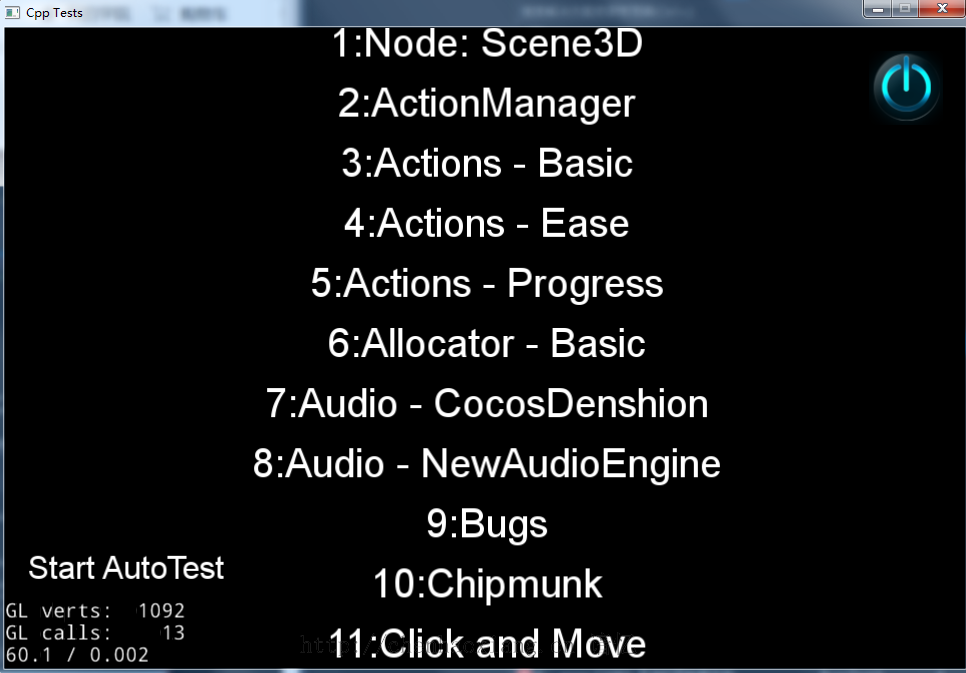 Cpp Tests
1:Node: Scene3D
2:ActionManager
3:Actions - Basic
4:Actions - Ease
5:Actions - Progress
6:Allocator - Basic
7:Audio - CocosDenshion
8:Audio - NewAudioEngine
9:Bugs
10:Chipmunk
11:Click and Move
Start AutoTest
GL verts: 1092
GL calls: 13
60.1 / 0.002